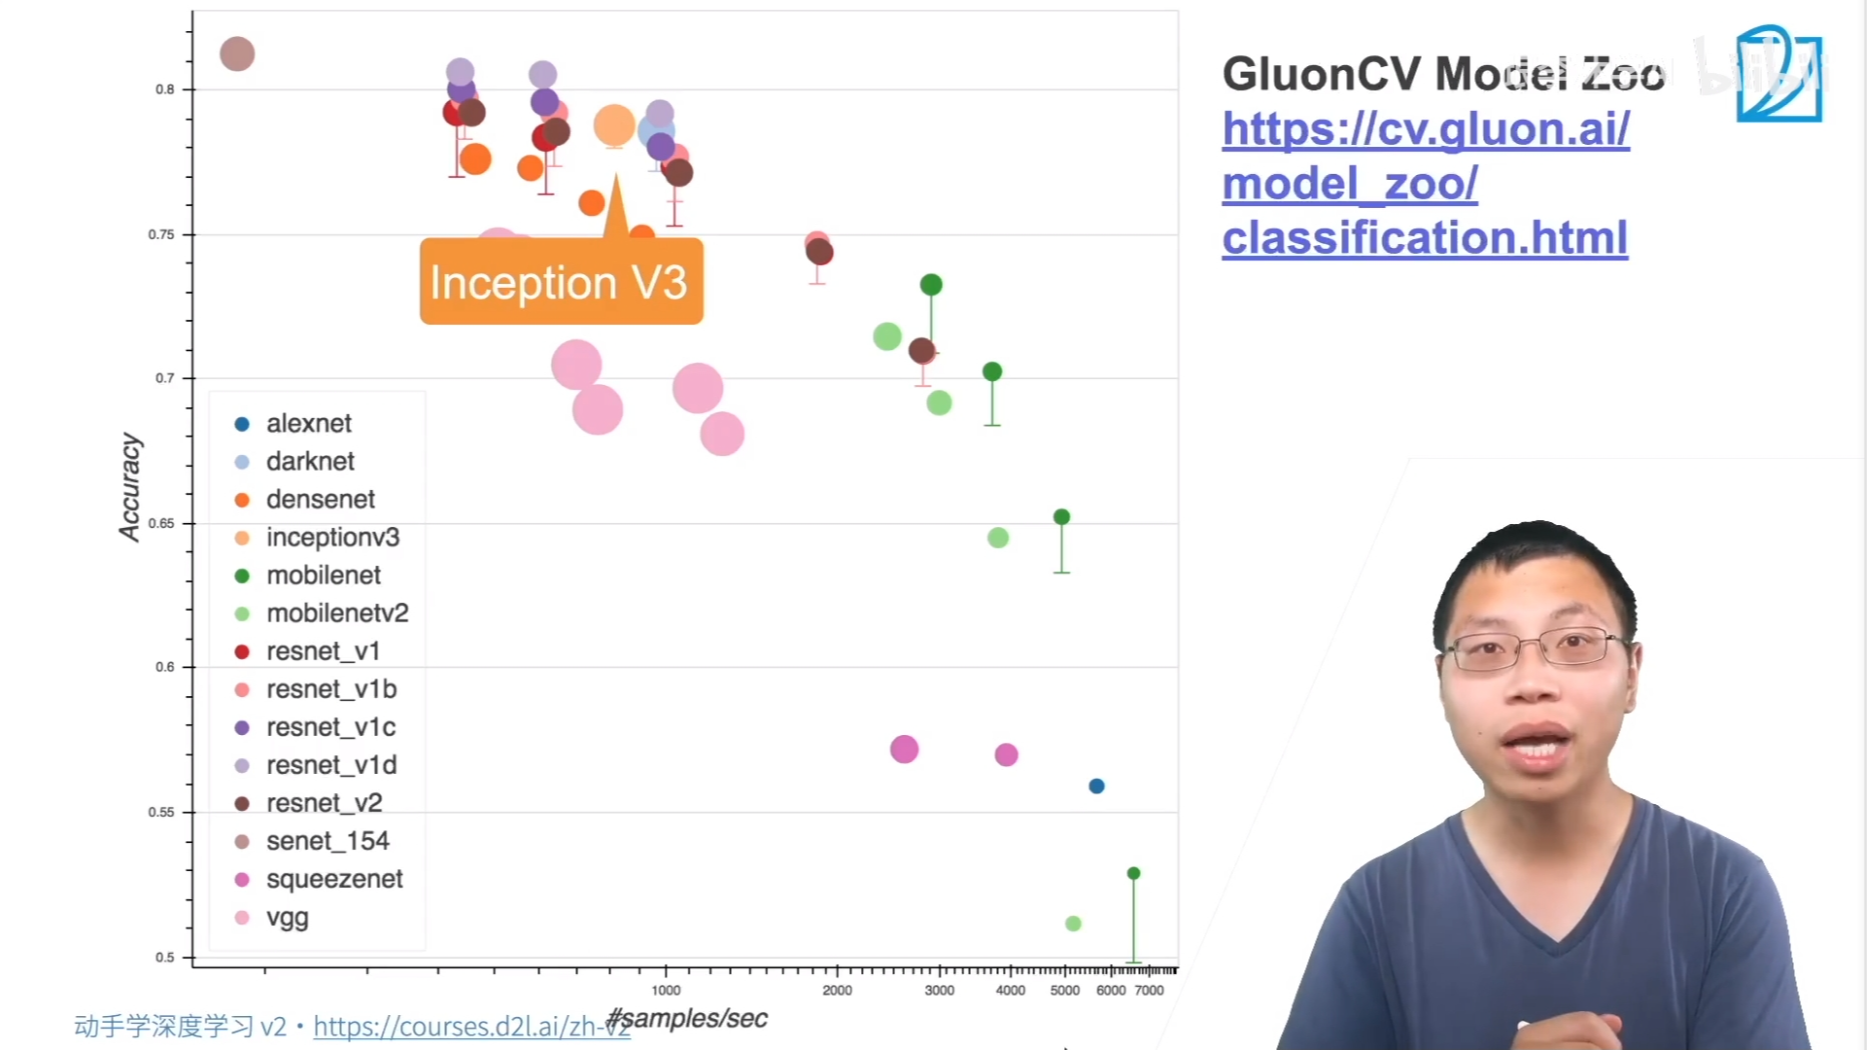 GluonCV Model Zoo
https://cv.gluon.ai/
model_zoo/
classification.html
bilibili
0.8
0.75
0.7
0.65
0.6
0.55
0.5
Accuracy
Inception V3
alexnet
darknet
densenet
inceptionv3
mobilenet
mobilenetv2
resnet_v1
resnet_v1b
resnet_v1c
resnet_v1d
resnet_v2
senet_154
squeezenet
vgg
1000 2000 3000 4000 5000 6000 7000
#samples/sec
动手学深度学习 v2 · https://courses.d2l.ai/zh-v2